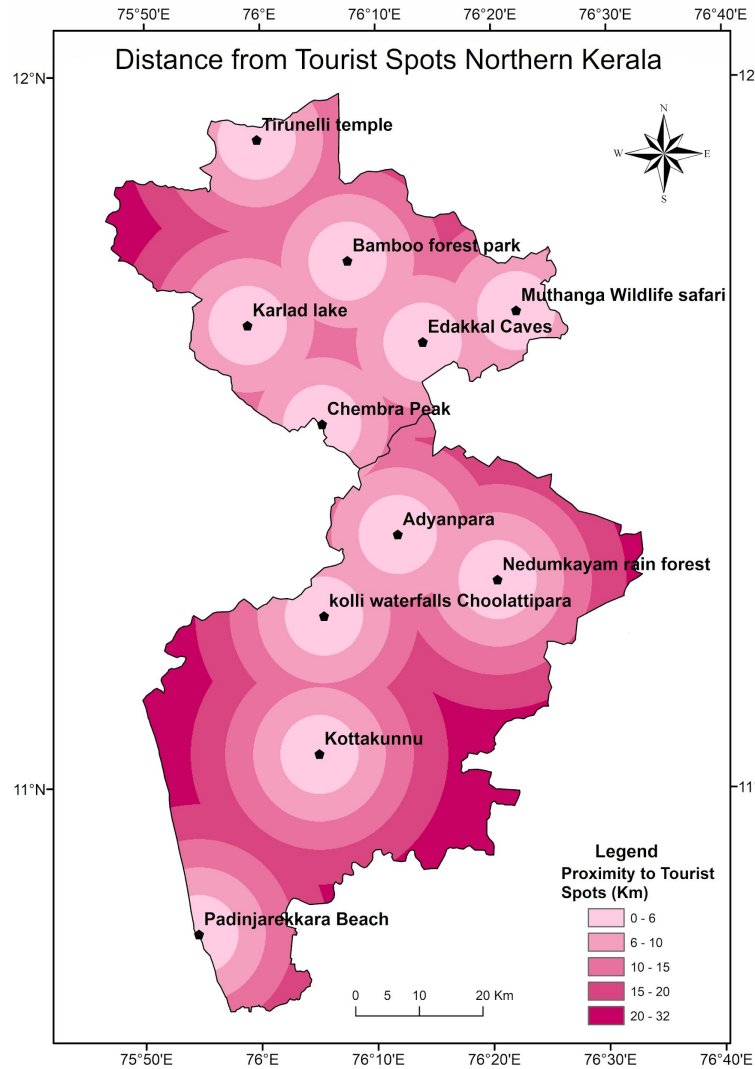 75°50'E 76°E 76°10'E 76°20'E 76°30'E 76°40'E
Distance from Tourist Spots Northern Kerala
12°N
12
N
W
E
S
Tirunelli temple
Bamboo forest park
Muthanga Wildlife safari
Karlad lake
Edakkal Caves
Chembra Peak
Adyanpara
Nedumkayam rain forest
kolli waterfalls Choolattipara
Kottakunnu
11°N
11
Padinjarekkara Beach
Legend
Proximity to Tourist
Spots (Km)
0 - 6
6 - 10
10 - 15
15 - 20
20 - 32
0 5 10 20 Km
75°50'E 76°E 76°10'E 76°20'E 76°30'E 76°40'E